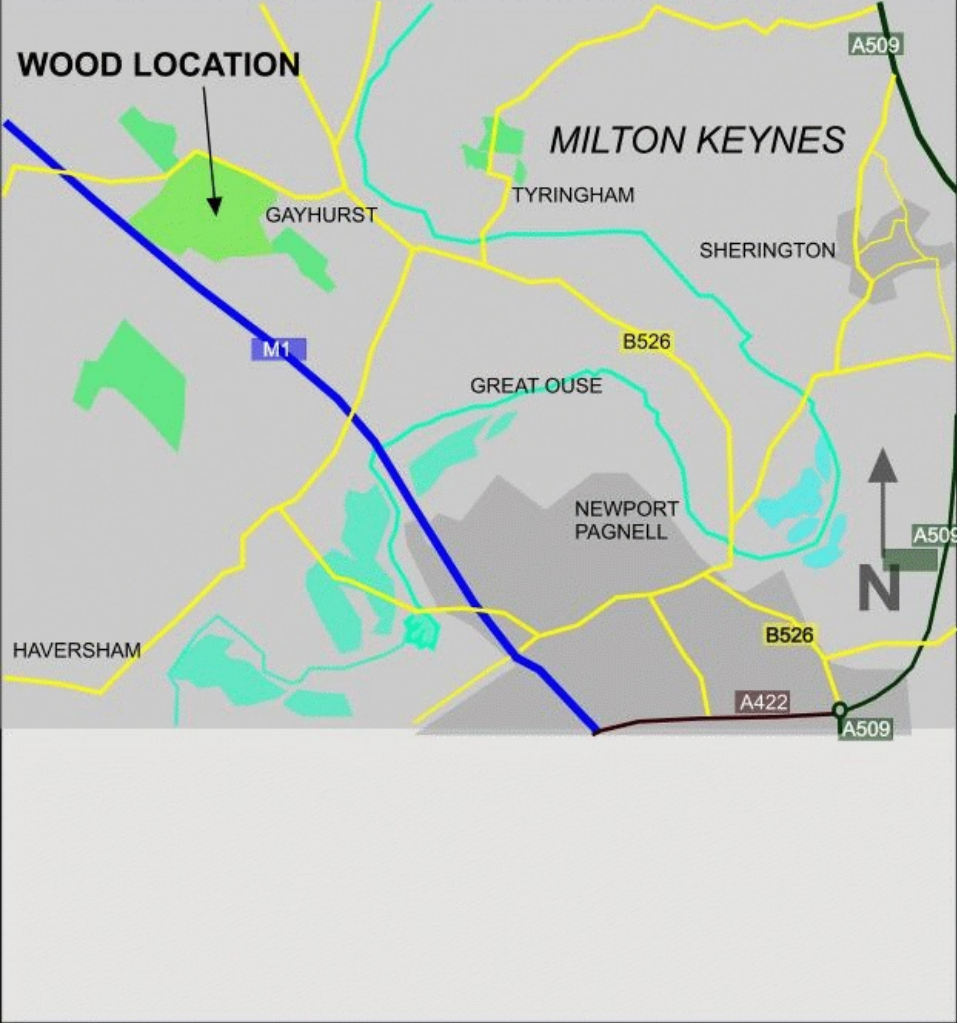 A509
WOOD LOCATION
MILTON KEYNES
TYRINGHAM
GAYHURST
SHERINGTON
B526
M1
GREAT OUSE
NEWPORT
PAGNELL
A509
N
B526
HAVERSHAM
A422
A509